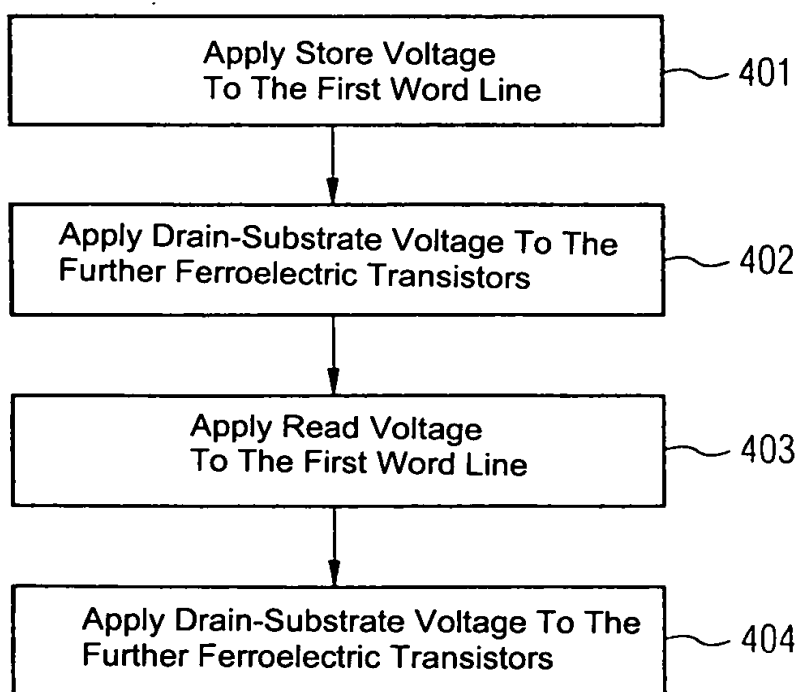 Apply Store Voltage
To The First Word Line
401
Apply Drain-Substrate Voltage To The
Further Ferroelectric Transistors
402
Apply Read Voltage
To The First Word Line
403
Apply Drain-Substrate Voltage To The
Further Ferroelectric Transistors
404